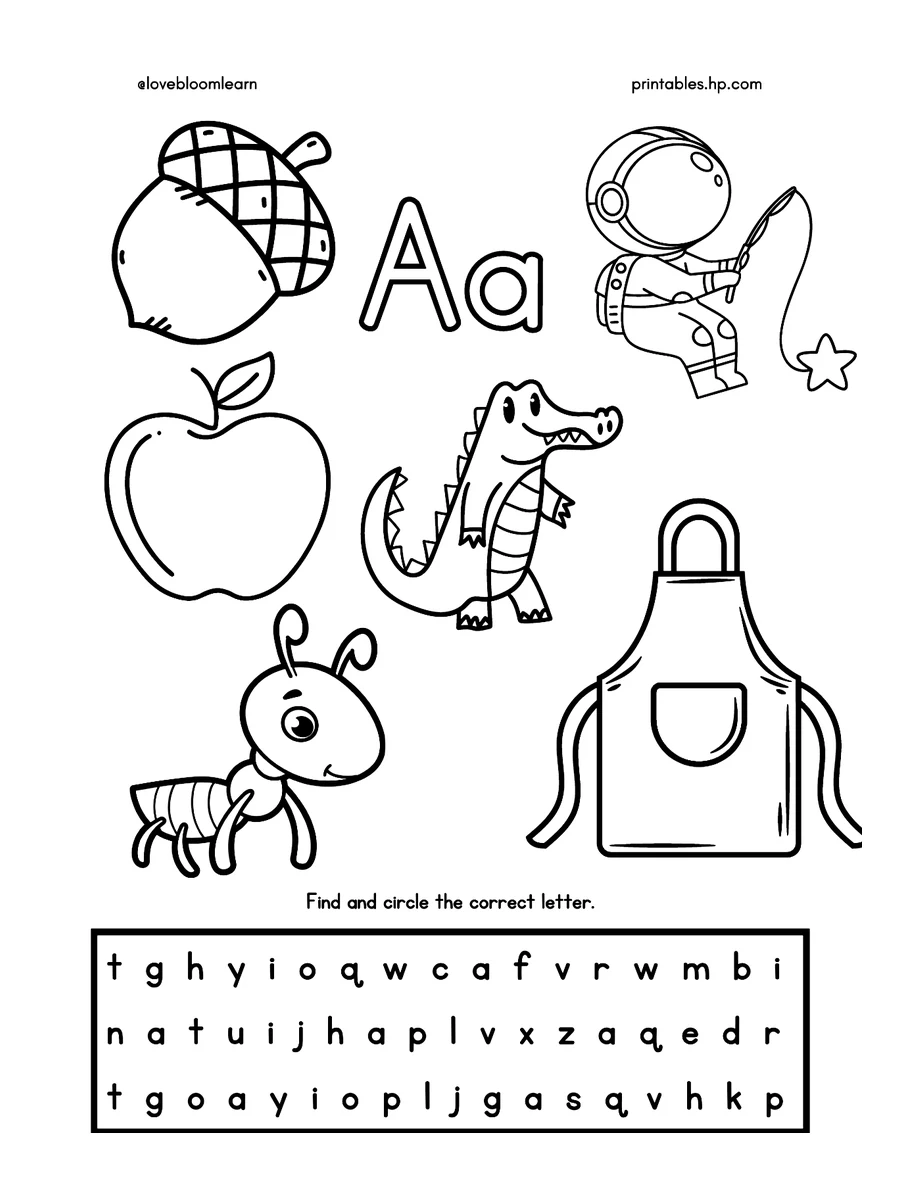 @lovebloomlearn
printables.hp.com
Aa
Find and circle the correct letter.
t g h y i o q w c a f v r w m b i
n a t u i j h a p l v x z a q e d r
t g o a y i o p l j g a s q v h k p